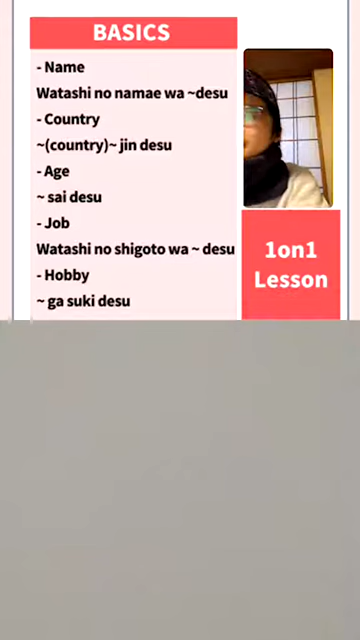 BASICS
- Name
Watashi no namae wa ~desu
- Country
~(country)~ jin desu
- Age
~ sai desu
- Job
Watashi no shigoto wa ~ desu
- Hobby
~ ga suki desu
1on1
Lesson